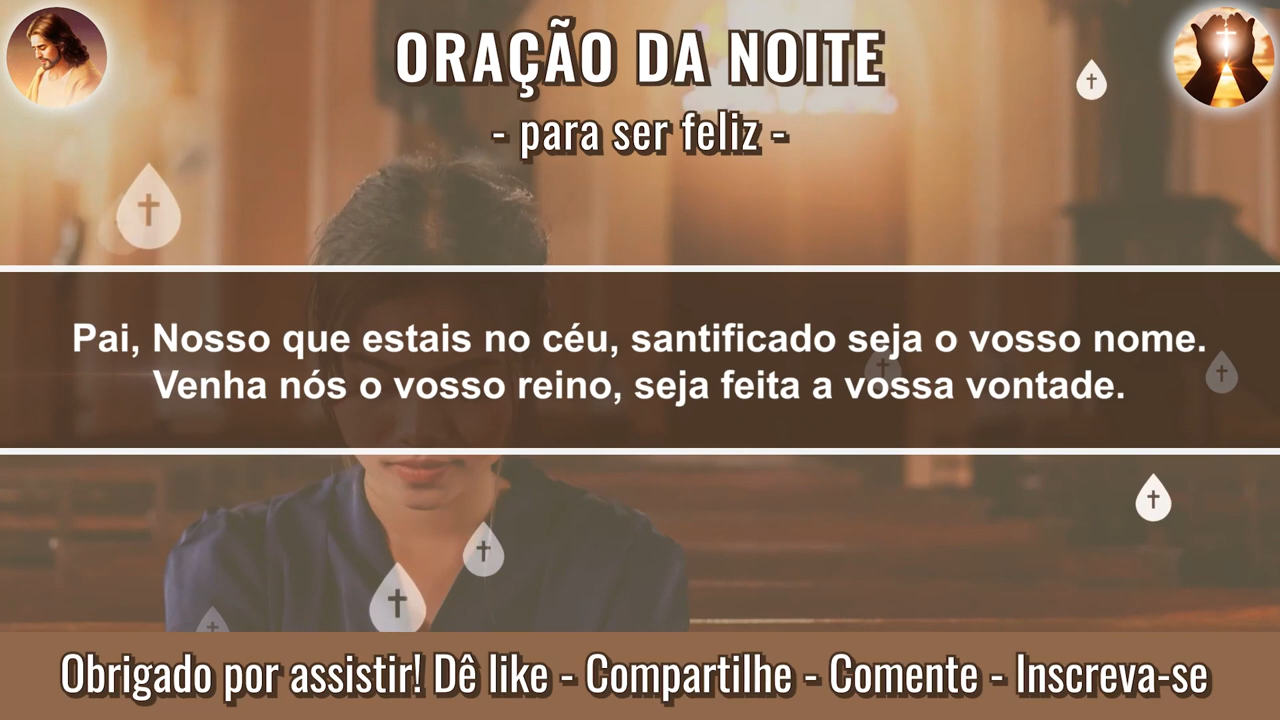 ORAÇÃO DA NOITE
- para ser feliz -
Pai, Nosso que estais no céu, santificado seja o vosso nome.
Venha nós o vosso reino, seja feita a vossa vontade.
Obrigado por assistir! Dê like - Compartilhe - Comente - Inscreva-se